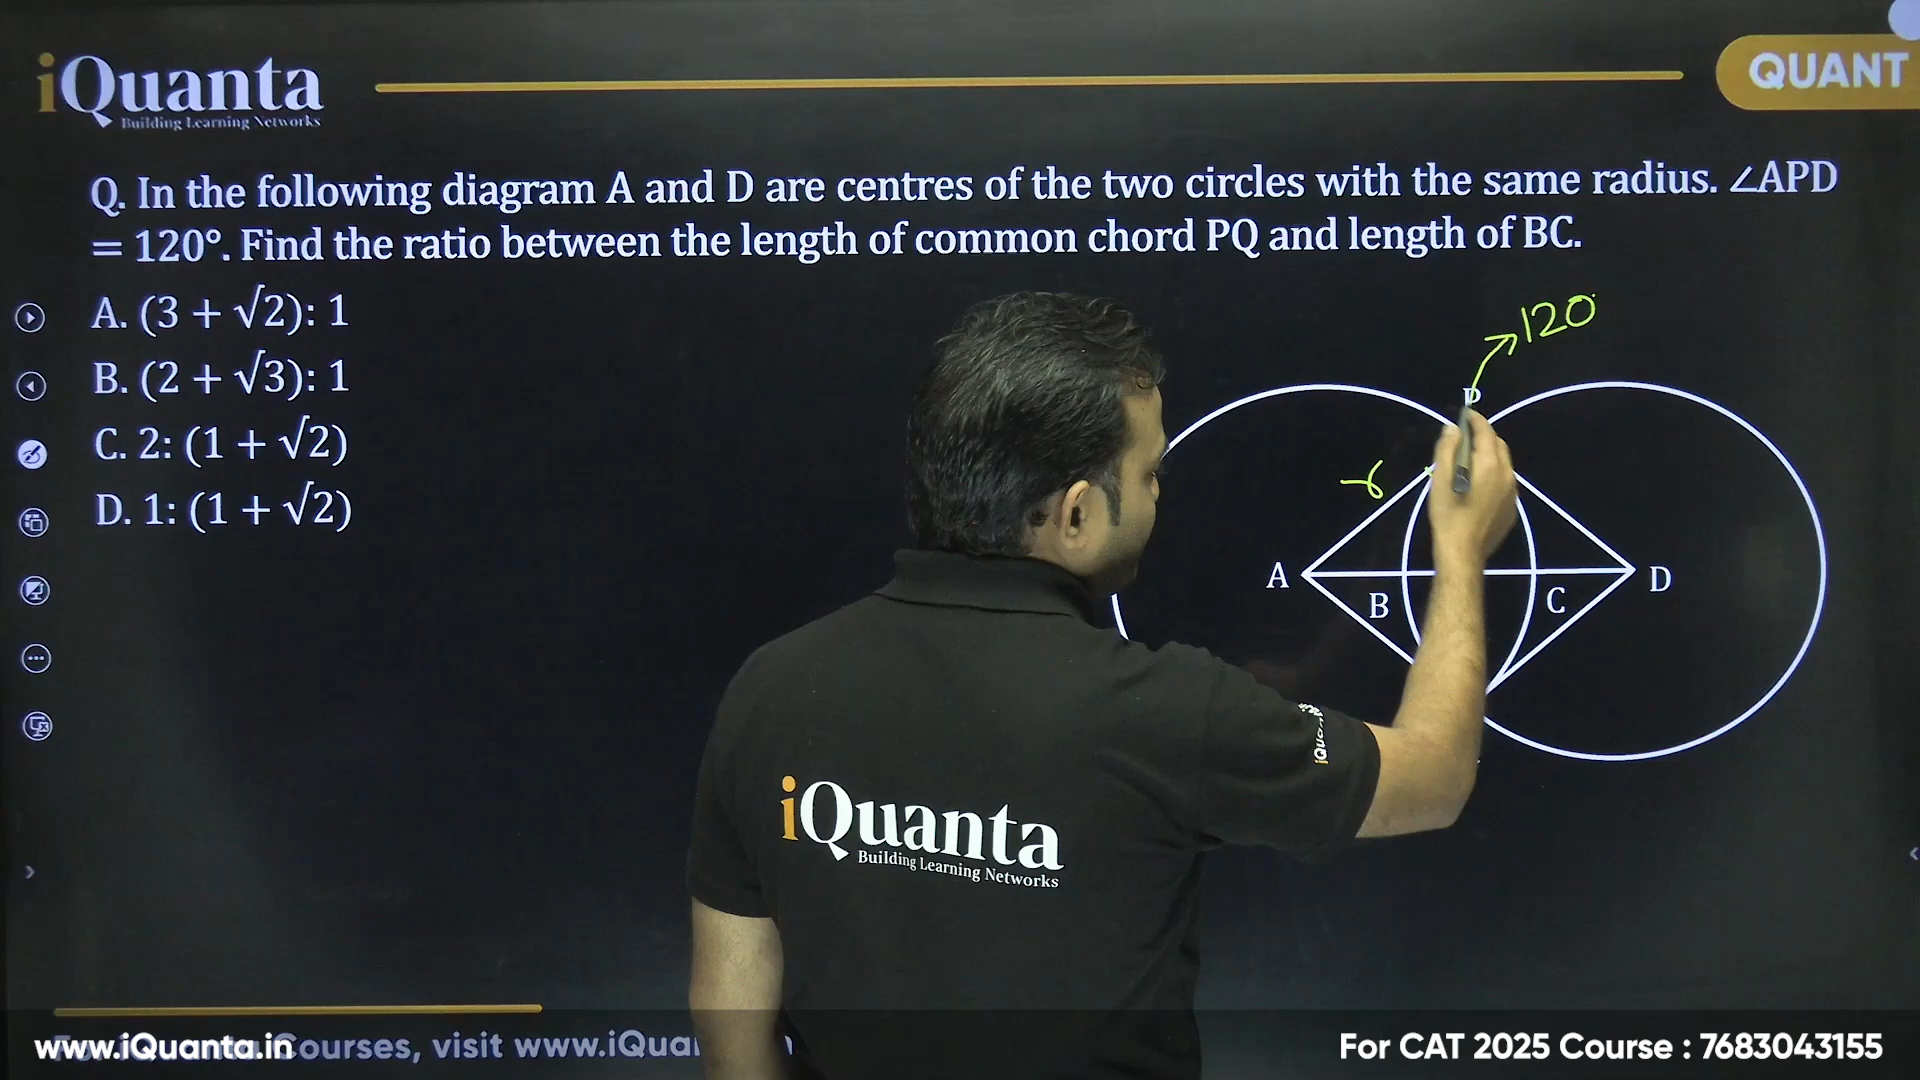 iQuanta
Building Learning Networks
QUANT
Q. In the following diagram A and D are centres of the two circles with the same radius. ∠APD
= 120°. Find the ratio between the length of common chord PQ and length of BC.
A. (3 + √2): 1
B. (2 + √3): 1
C. 2: (1 + √2)
D. 1: (1 + √2)
120
P
A
B
C
D
iQuanta
Building Learning Networks
www.iQuanta.in
Courses, visit www.iQua
For CAT 2025 Course : 7683043155